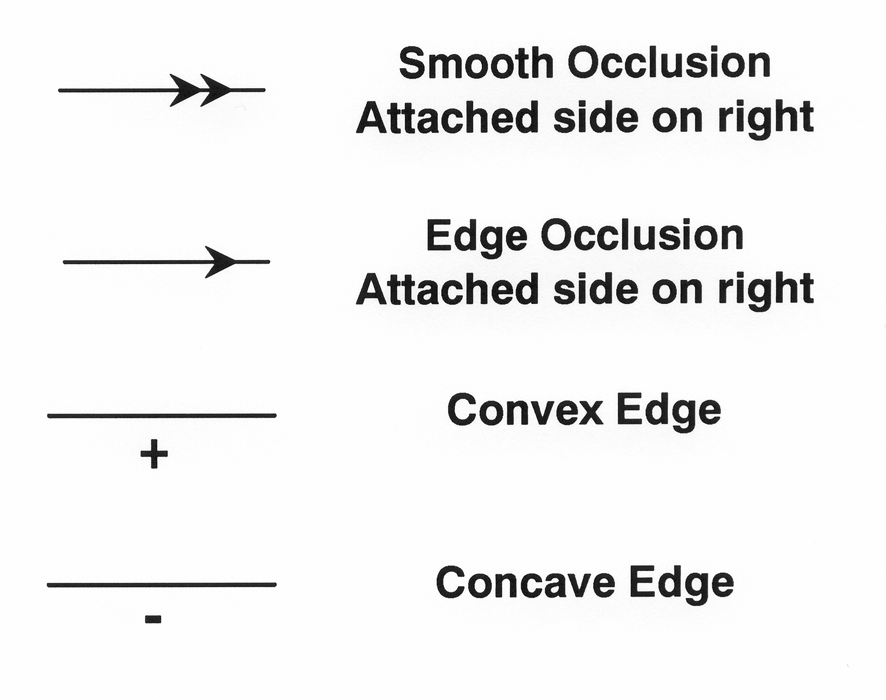 Smooth Occlusion
Attached side on right
Edge Occlusion
Attached side on right
Convex Edge
+
Concave Edge
-